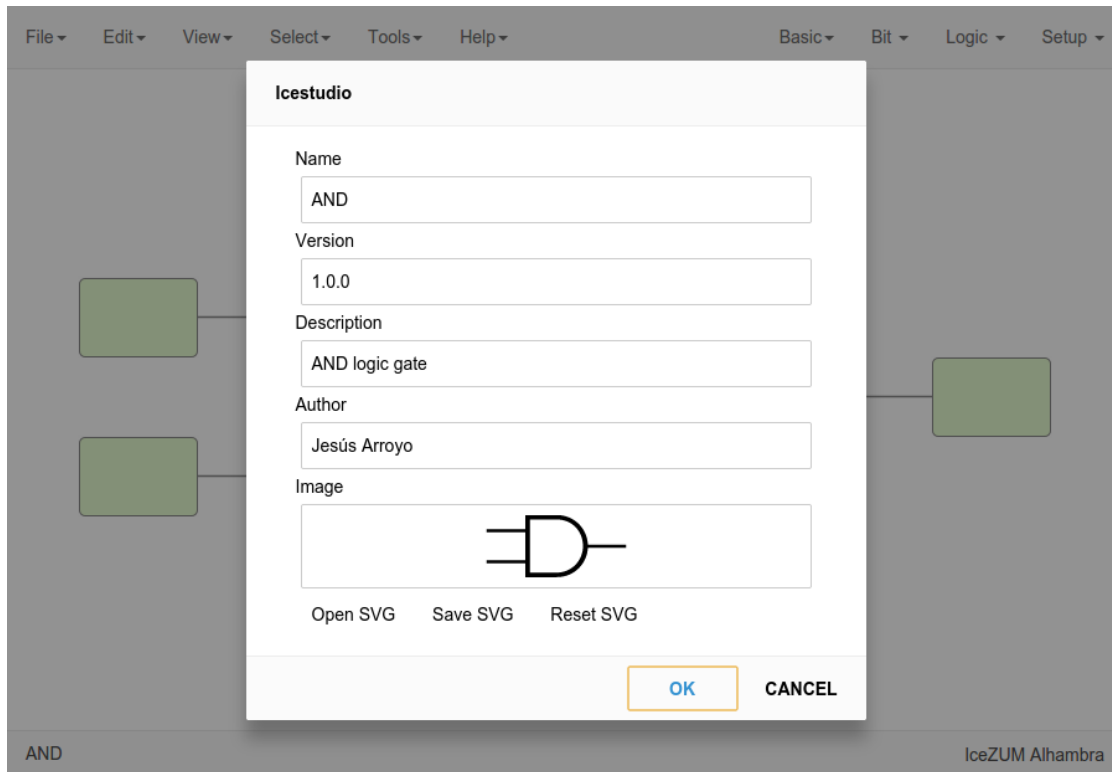 File Edit View Select Tools Help Basic Bit Logic Setup
Icestudio
Name
AND
Version
1.0.0
Description
AND logic gate
Author
Jesús Arroyo
Image
Open SVG Save SVG Reset SVG
OK CANCEL
AND IceZUM Alhambra